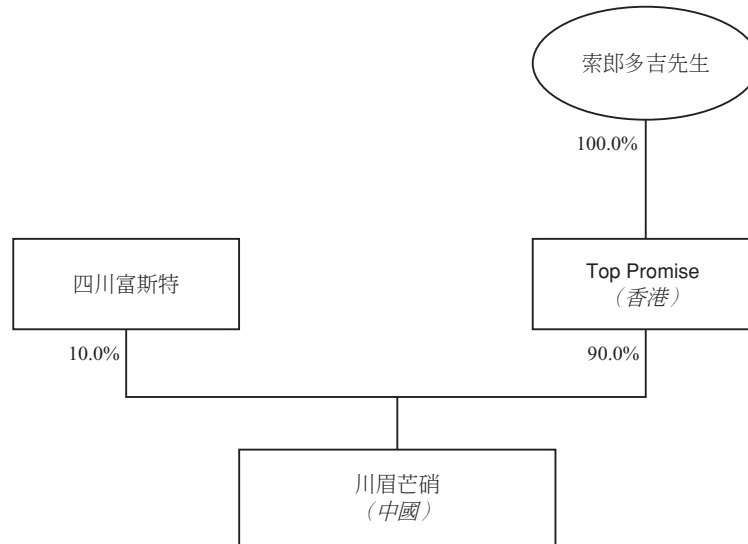 索郎多吉先生
100.0%
四川富斯特
Top Promise
（香港）
10.0%
90.0%
川眉芒硝
（中國）